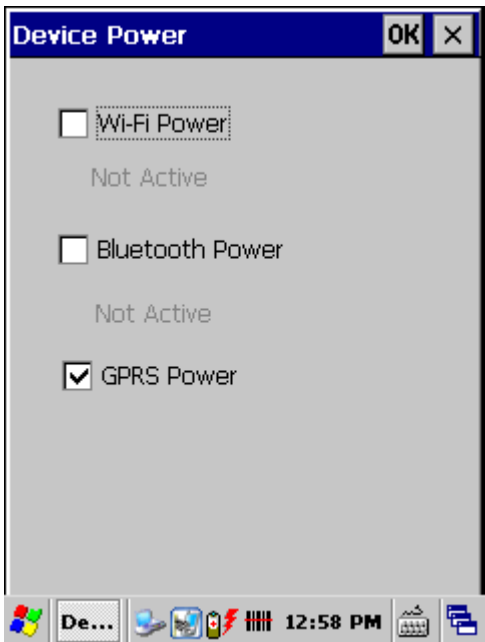 Device Power OK
Wi-Fi Power
Not Active
Bluetooth Power
Not Active
GPRS Power
De... 12:58 PM